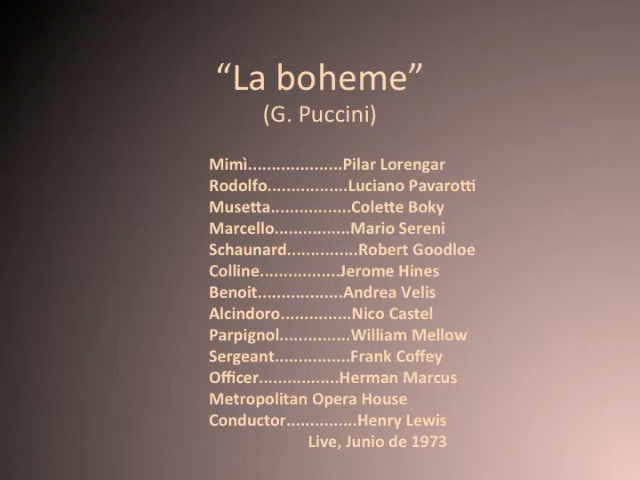 “La boheme”
(G. Puccini)
Mimì....................Pilar Lorengar
Rodolfo.................Luciano Pavarotti
Musetta.................Colette Boky
Marcello................Mario Sereni
Schaunard...............Robert Goodloe
Colline.................Jerome Hines
Benoit..................Andrea Velis
Alcindoro...............Nico Castel
Parpignol...............William Mellow
Sergeant................Frank Coffey
Officer.................Herman Marcus
Metropolitan Opera House
Conductor...............Henry Lewis
Live, Junio de 1973